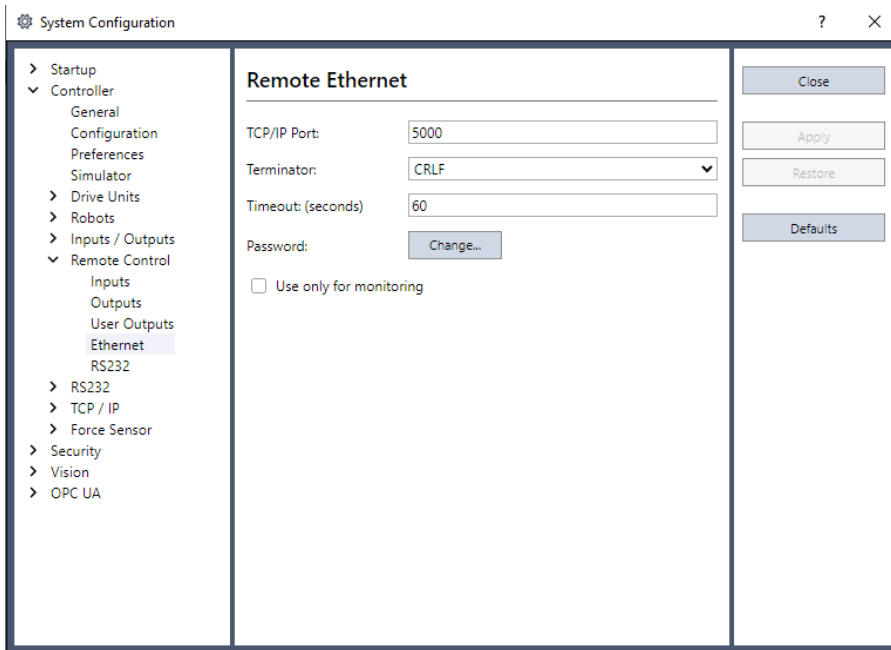 System Configuration
?
Startup
Controller
General
Configuration
Preferences
Simulator
Drive Units
Robots
Inputs / Outputs
Remote Control
Inputs
Outputs
User Outputs
Ethernet
RS232
RS232
TCP / IP
Force Sensor
Security
Vision
OPC UA
Remote Ethernet
TCP/IP Port: 5000
Terminator: CRLF
Timeout: (seconds) 60
Password: Change...
Use only for monitoring
Close
Apply
Restore
Defaults